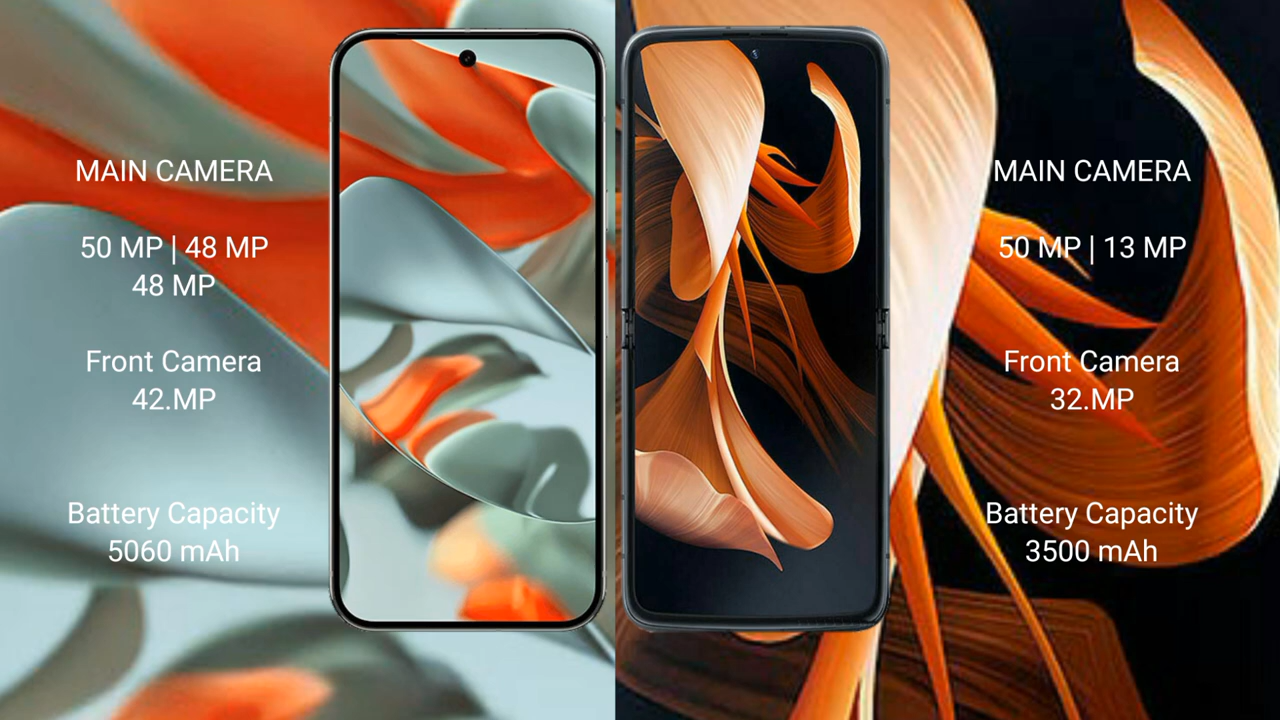 MAIN CAMERA
50 MP | 48 MP
48 MP
Front Camera
42.MP
Battery Capacity
5060 mAh
MAIN CAMERA
50 MP | 13 MP
Front Camera
32.MP
Battery Capacity
3500 mAh